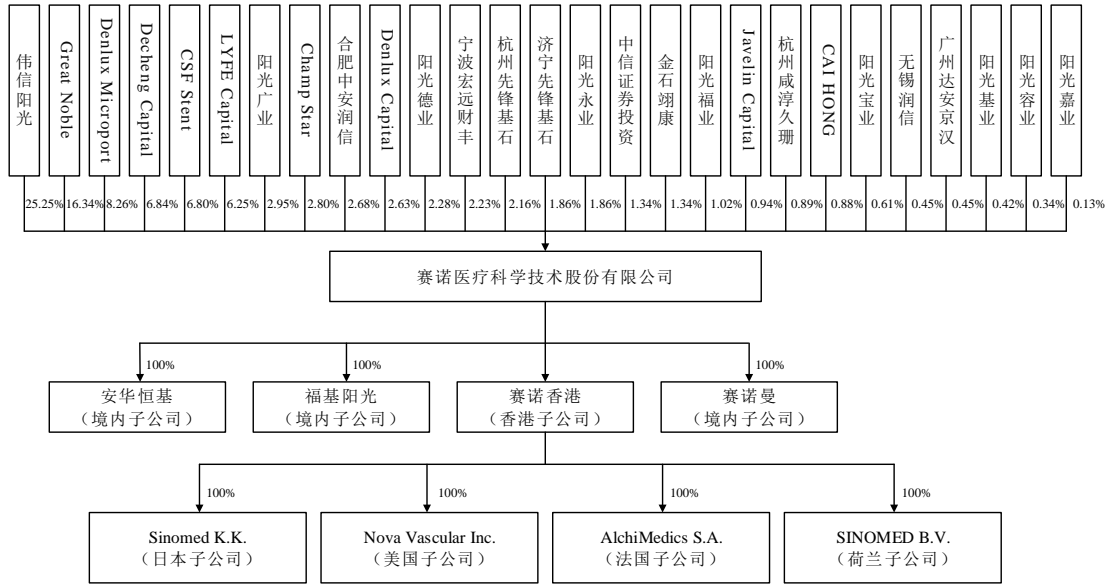 伟信阳光
Great Noble
Denlux Microport
Decheng Capital
CSF Stent
LYFE Capital
阳光广业
Champ Star
合肥中安润信
Denlux Capital
阳光德业
宁波宏远财丰
杭州先锋基石
济宁先锋基石
阳光永业
中信证券投资
金石翊康
阳光福业
Javelin Capital
杭州咸淳久珊
CAI HONG
阳光宝业
无锡润信
广州达安京汉
阳光基业
阳光容业
阳光嘉业
25.25% 16.34% 8.26% 6.84% 6.80% 6.25% 2.95% 2.80% 2.68% 2.63% 2.28% 2.23% 2.16% 1.86% 1.86% 1.34% 1.34% 1.02% 0.94% 0.89% 0.88% 0.61% 0.45% 0.45% 0.42% 0.34% 0.13%
赛诺医疗科学技术股份有限公司
100% 100% 100% 100%
安华恒基
（境内子公司）
福基阳光
（境内子公司）
赛诺香港
（香港子公司）
赛诺曼
（境内子公司）
100% 100% 100% 100%
Sinomed K.K.
（日本子公司）
Nova Vascular Inc.
（美国子公司）
AlchiMedics S.A.
（法国子公司）
SINOMED B.V.
（荷兰子公司）